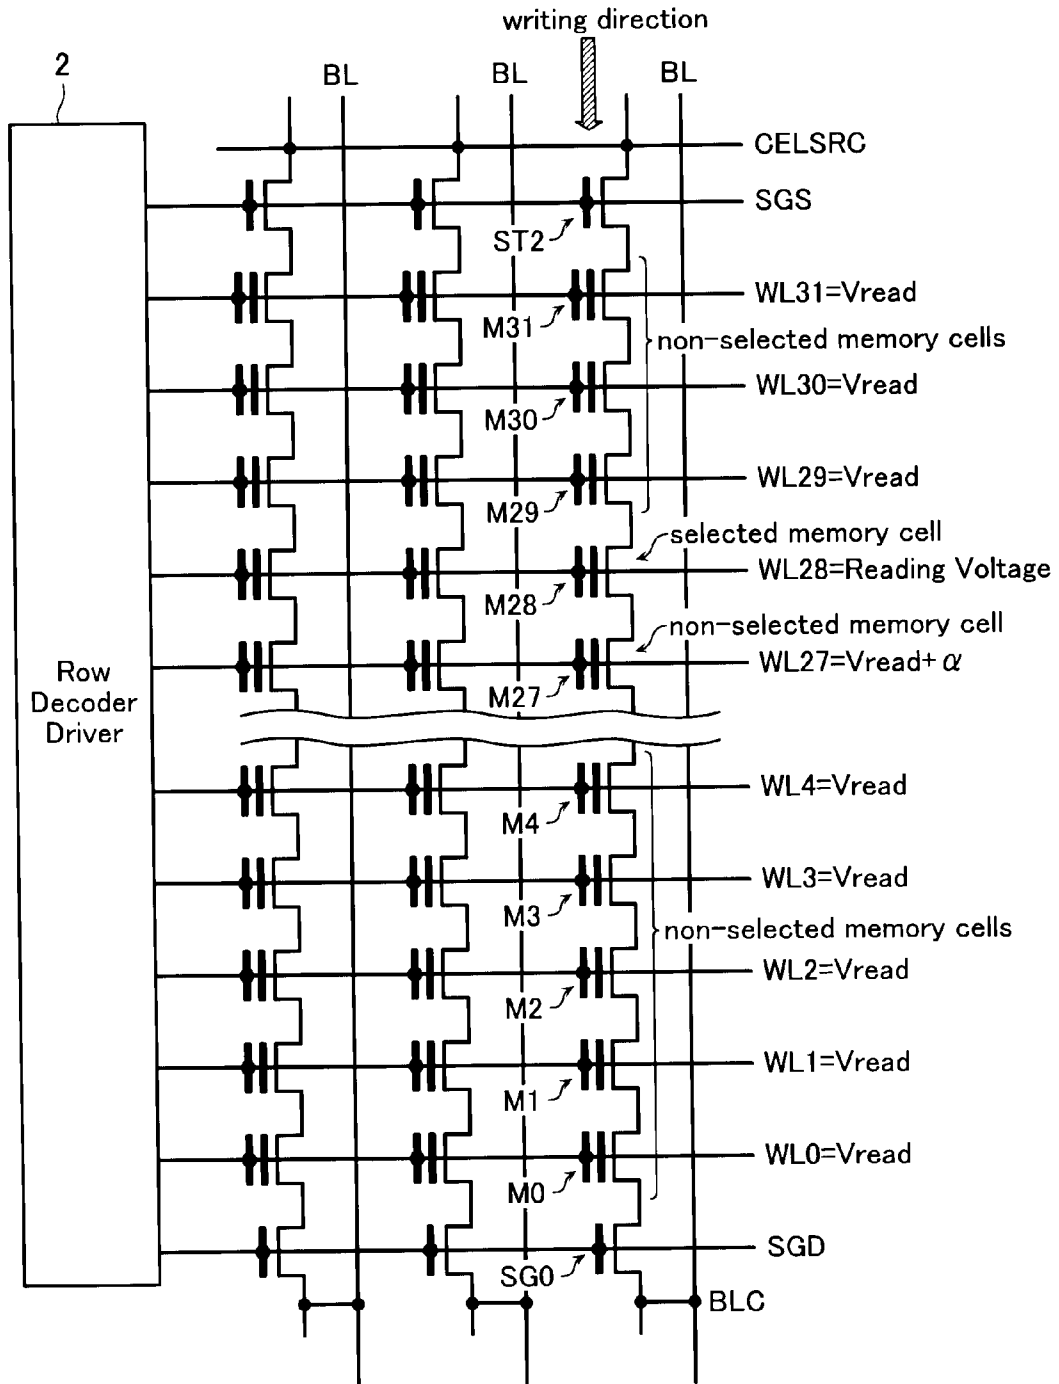 writing direction
2
BL
BL
BL
CELSRC
SGS
ST2
WL31=Vread
M31
non-selected memory cells
WL30=Vread
M30
WL29=Vread
M29
selected memory cell
WL28=Reading Voltage
M28
non-selected memory cell
WL27=Vread+α
M27
Row
Decoder
Driver
WL4=Vread
M4
WL3=Vread
M3
non-selected memory cells
WL2=Vread
M2
WL1=Vread
M1
WL0=Vread
M0
SGD
SG0
BLC